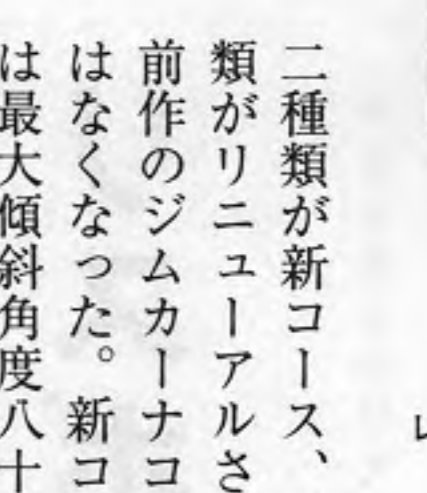 二種類が新コース、
類がリニューアルさ
前作のジムカーナコ
はなくなった。新コ
は最大傾斜角度八十